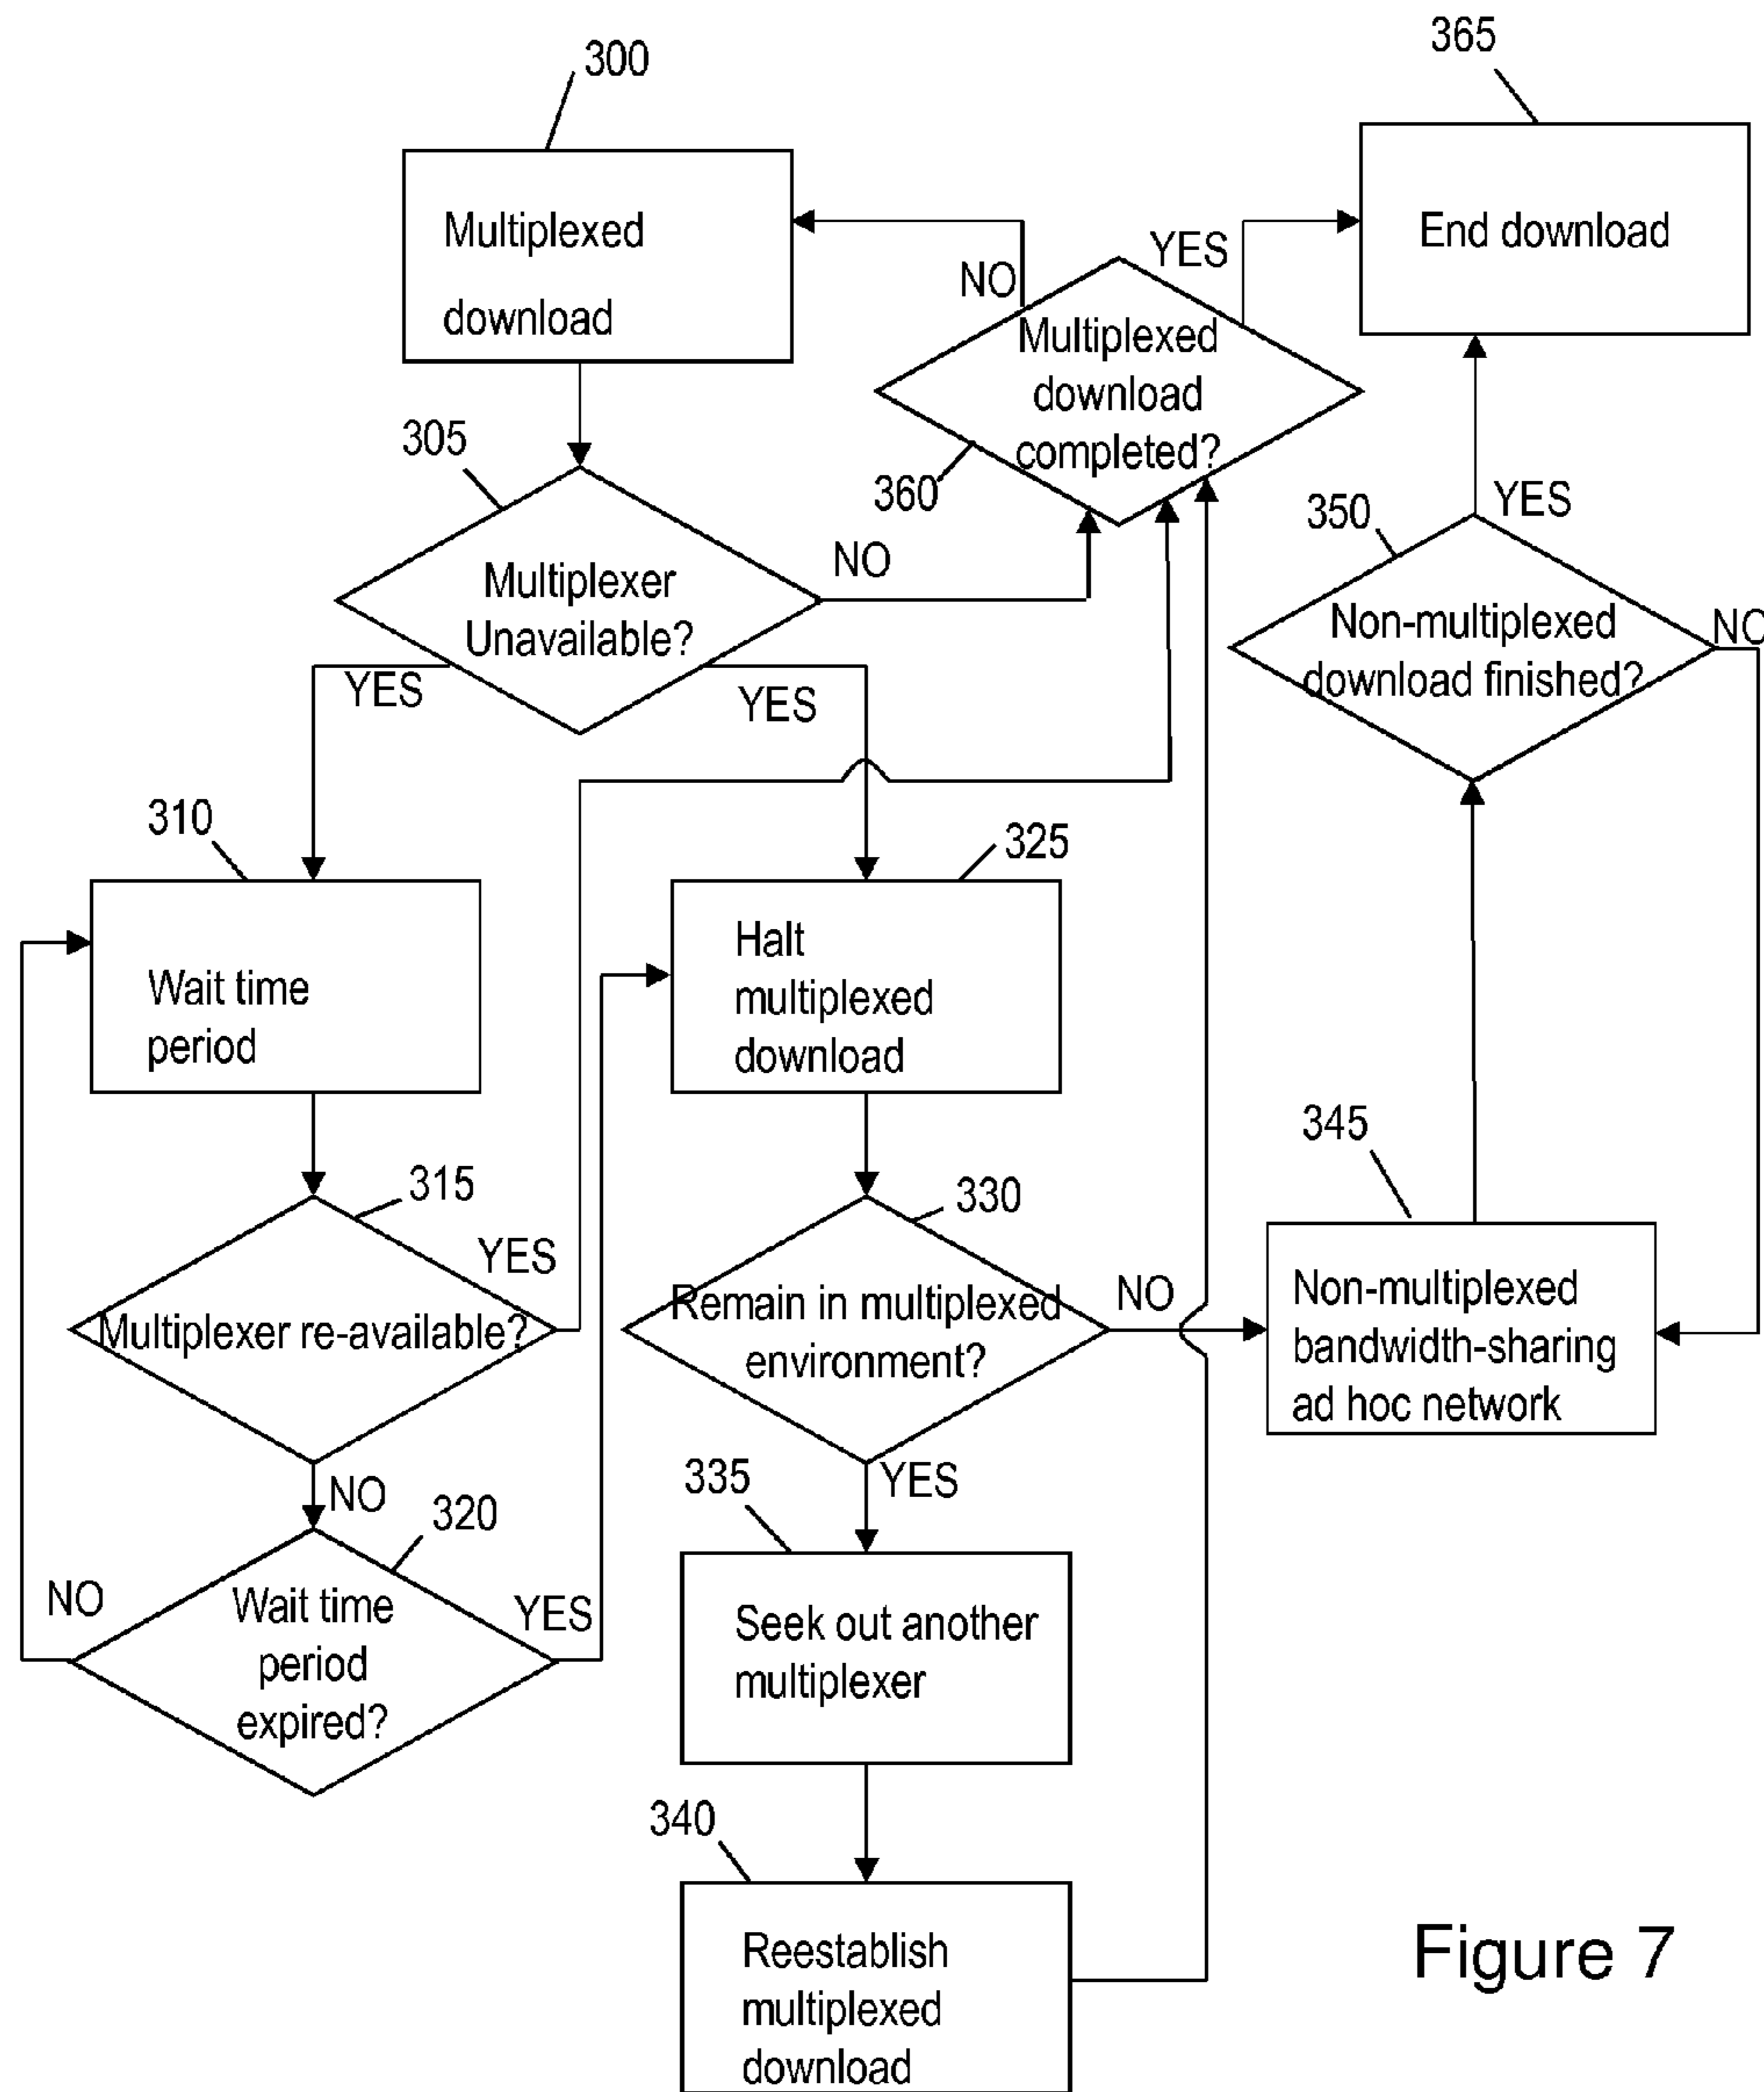 300
365
Multiplexed
download
End download
NO
YES
Multiplexed
download
completed?
360
305
Multiplexer
Unavailable?
NO
YES
YES
350
YES
Non-multiplexed
download finished?
NO
310
Wait time
period
325
Halt
multiplexed
download
315
YES
Multiplexer re-available?
NO
330
Remain in multiplexed
environment?
NO
YES
345
Non-multiplexed
bandwidth-sharing
ad hoc network
320
NO
Wait time
period
expired?
YES
335
Seek out another
multiplexer
340
Reestablish
multiplexed
download
Figure 7